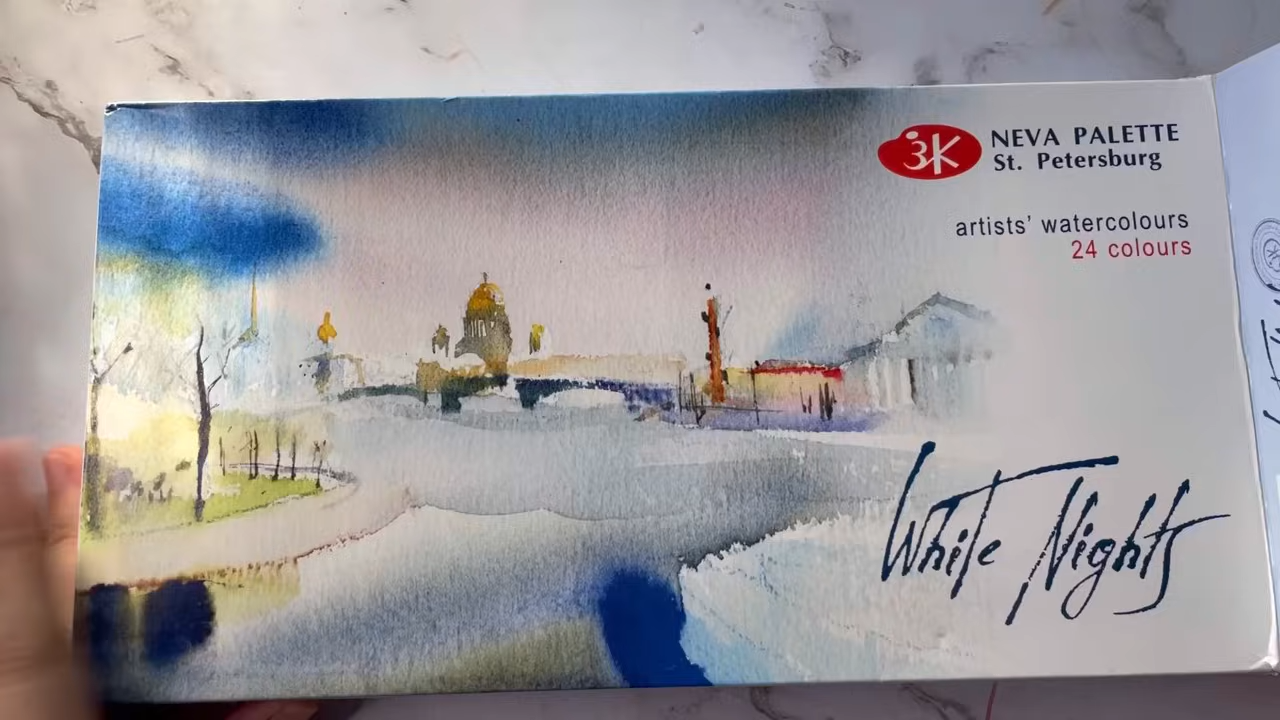 ЗК
NEVA PALETTE
St. Petersburg
artists’ watercolours
24 colours
White Nights